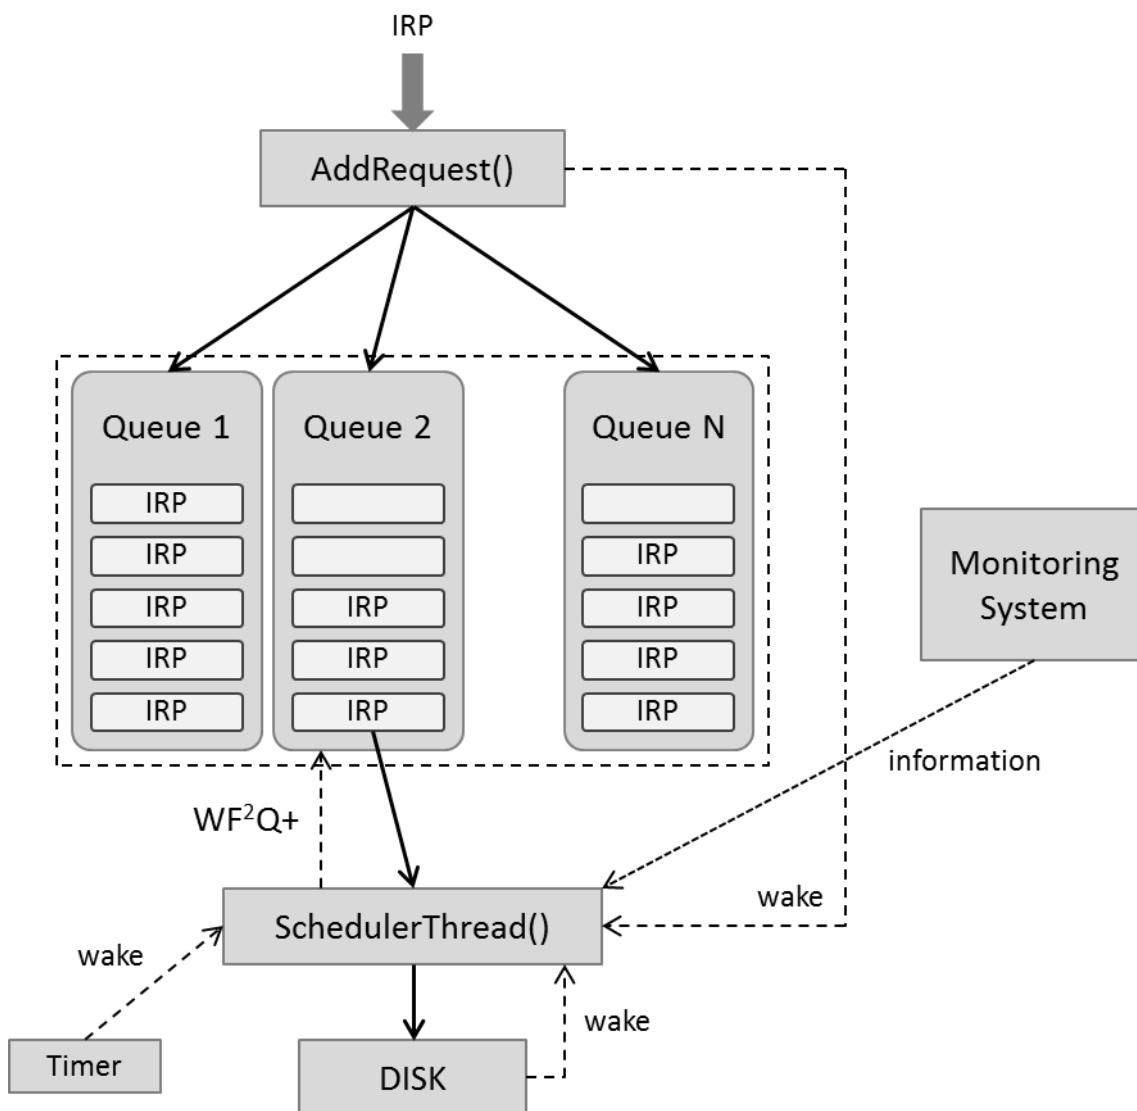 IRP
AddRequest()
Queue 1
Queue 2
Queue N
IRP
IRP
IRP
IRP
IRP
IRP
IRP
IRP
IRP
IRP
IRP
IRP
Monitoring
System
information
WF²Q+
wake
SchedulerThread()
wake
wake
Timer
DISK